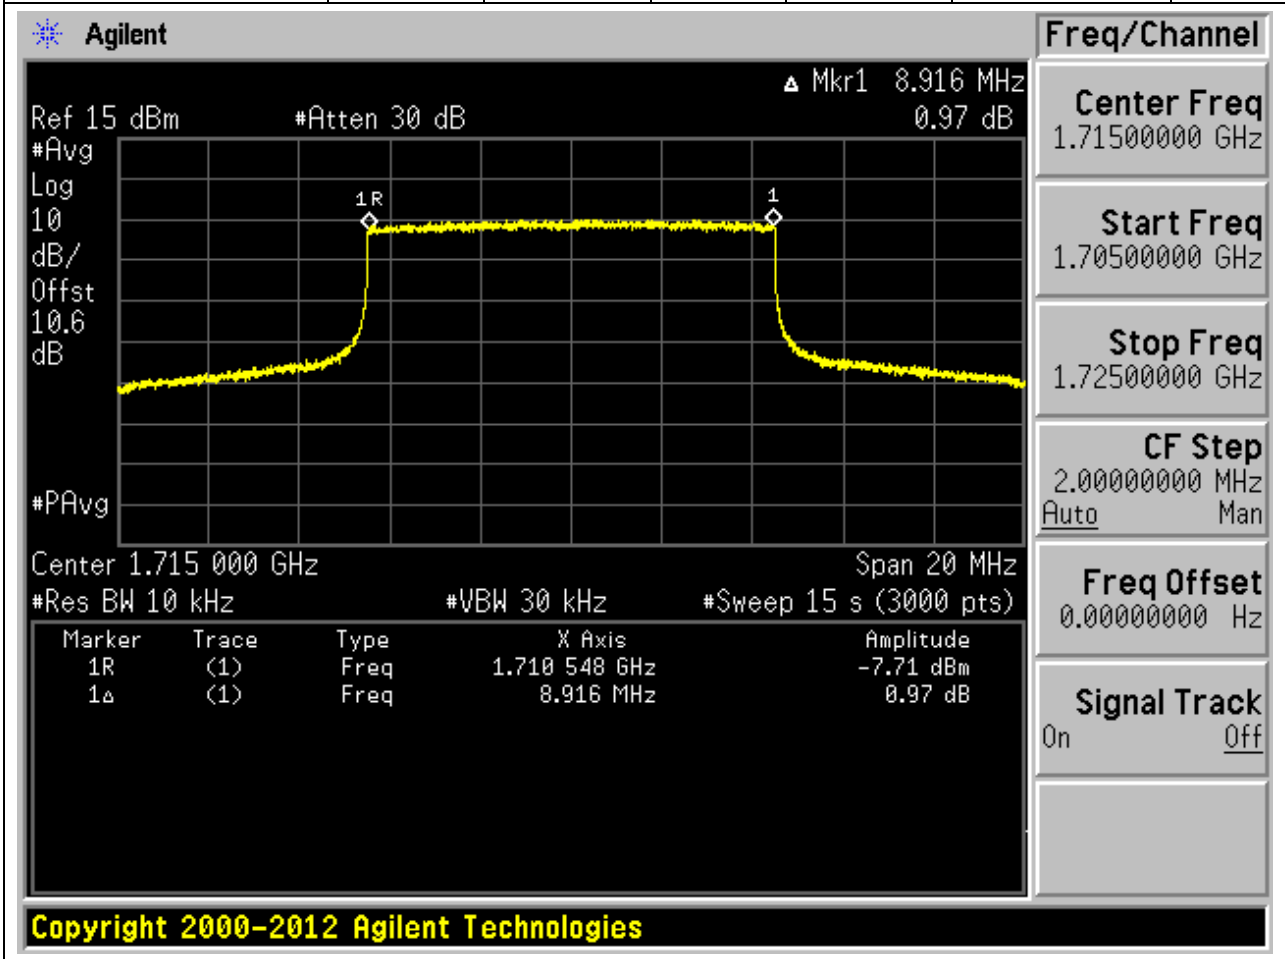 Agilent
Freq/Channel
▵ Mkr1 8.916 MHz
Ref 15 dBm #Atten 30 dB 0.97 dB
#Avg
Log
10
dB/
Offst
10.6
dB
#PAvg
1R
1
Center 1.715 000 GHz Span 20 MHz
#Res BW 10 kHz #VBW 30 kHz #Sweep 15 s (3000 pts)
Marker Trace Type X Axis Amplitude
1R (1) Freq 1.710 548 GHz -7.71 dBm
1▵ (1) Freq 8.916 MHz 0.97 dB
Center Freq
1.71500000 GHz
Start Freq
1.70500000 GHz
Stop Freq
1.72500000 GHz
CF Step
2.00000000 MHz
Auto Man
Freq Offset
0.00000000 Hz
Signal Track
On Off
Copyright 2000-2012 Agilent Technologies